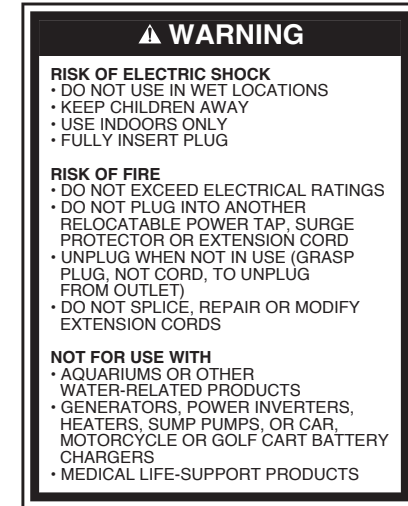 ⚠ WARNING
RISK OF ELECTRIC SHOCK
• DO NOT USE IN WET LOCATIONS
• KEEP CHILDREN AWAY
• USE INDOORS ONLY
• FULLY INSERT PLUG
RISK OF FIRE
• DO NOT EXCEED ELECTRICAL RATINGS
• DO NOT PLUG INTO ANOTHER
RELOCATABLE POWER TAP, SURGE
PROTECTOR OR EXTENSION CORD
• UNPLUG WHEN NOT IN USE (GRASP
PLUG, NOT CORD, TO UNPLUG
FROM OUTLET)
• DO NOT SPLICE, REPAIR OR MODIFY
EXTENSION CORDS
NOT FOR USE WITH
• AQUARIUMS OR OTHER
WATER-RELATED PRODUCTS
• GENERATORS, POWER INVERTERS,
HEATERS, SUMP PUMPS, OR CAR,
MOTORCYCLE OR GOLF CART BATTERY
CHARGERS
• MEDICAL LIFE-SUPPORT PRODUCTS